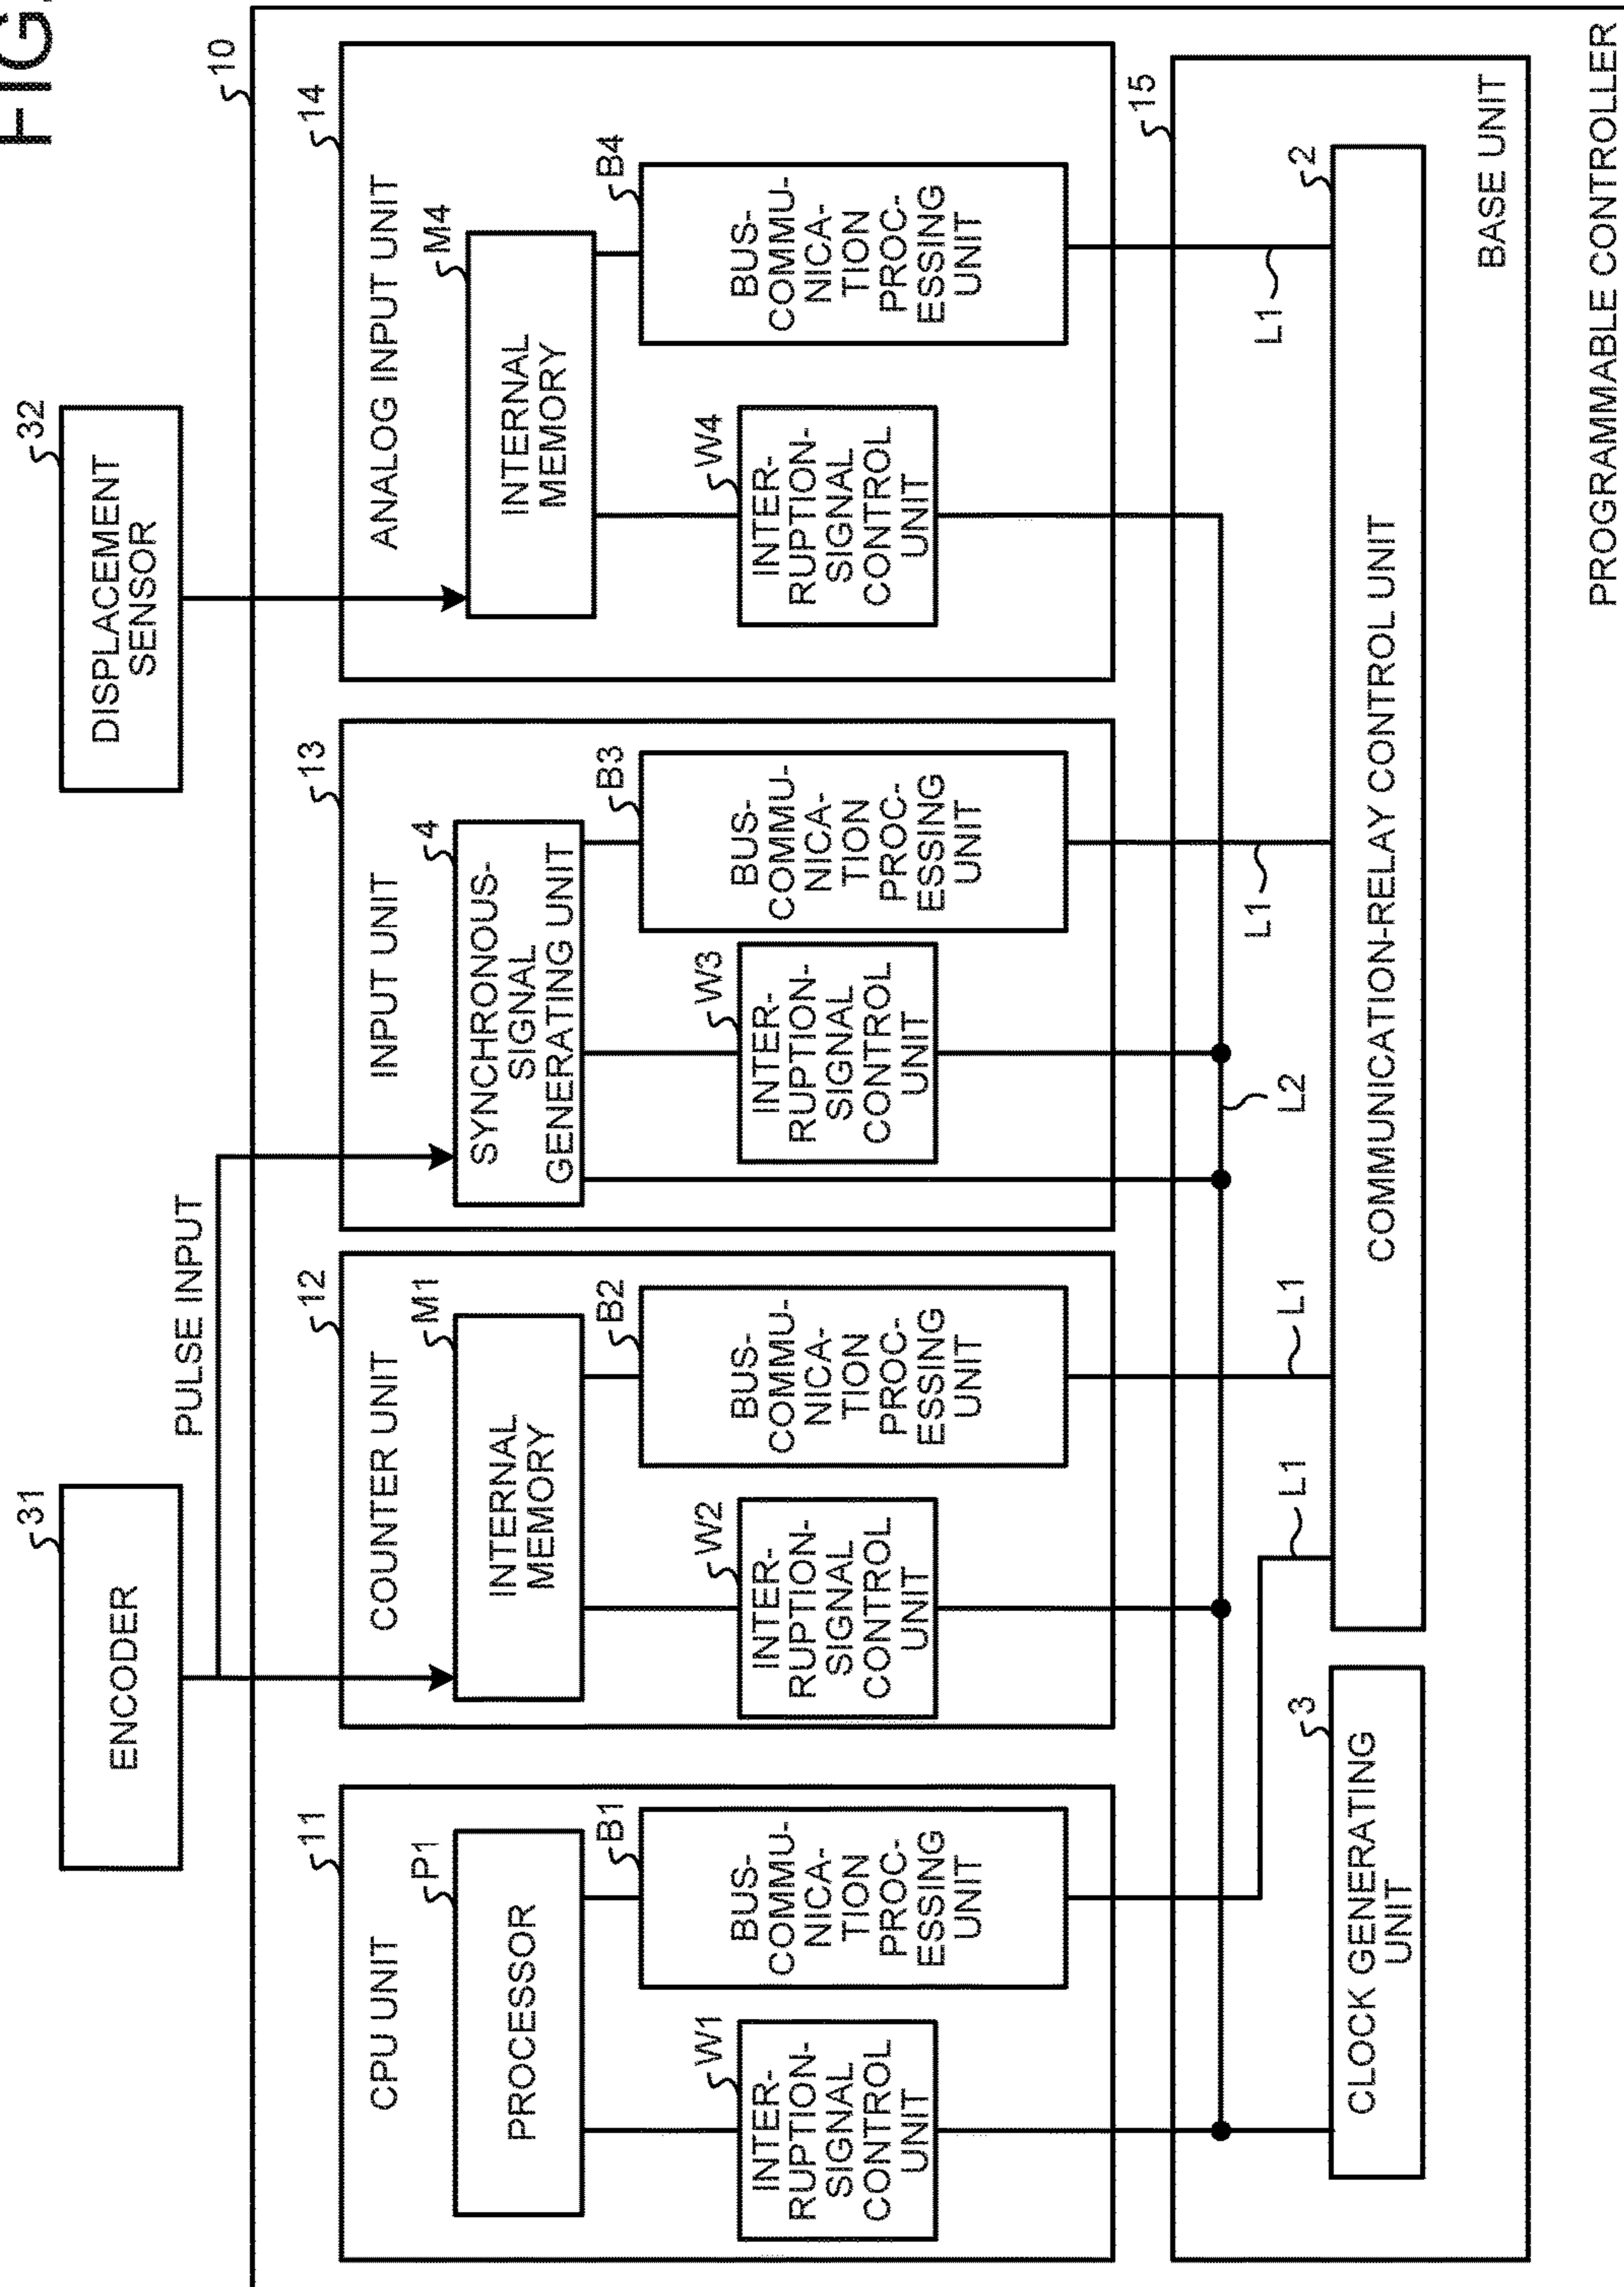 FIG.
31
ENCODER
PULSE INPUT
32
DISPLACEMENT
SENSOR
10
11
CPU UNIT
P1
PROCESSOR
W1
INTER-
RUPTION-
SIGNAL
CONTROL
UNIT
B1
BUS-
COMMU-
NICA-
TION
PROC-
ESSING
UNIT
12
COUNTER UNIT
M1
INTERNAL
MEMORY
W2
INTER-
RUPTION-
SIGNAL
CONTROL
UNIT
B2
BUS-
COMMU-
NICA-
TION
PROC-
ESSING
UNIT
13
INPUT UNIT
4
SYNCHRONOUS-
SIGNAL
GENERATING UNIT
W3
INTER-
RUPTION-
SIGNAL
CONTROL
UNIT
B3
BUS-
COMMU-
NICA-
TION
PROC-
ESSING
UNIT
14
ANALOG INPUT UNIT
M4
INTERNAL
MEMORY
W4
INTER-
RUPTION-
SIGNAL
CONTROL
UNIT
B4
BUS-
COMMU-
NICA-
TION
PROC-
ESSING
UNIT
15
L1
L1
L2
L1
L1
3
CLOCK GENERATING
UNIT
2
COMMUNICATION-RELAY CONTROL UNIT
BASE UNIT
PROGRAMMABLE CONTROLLER